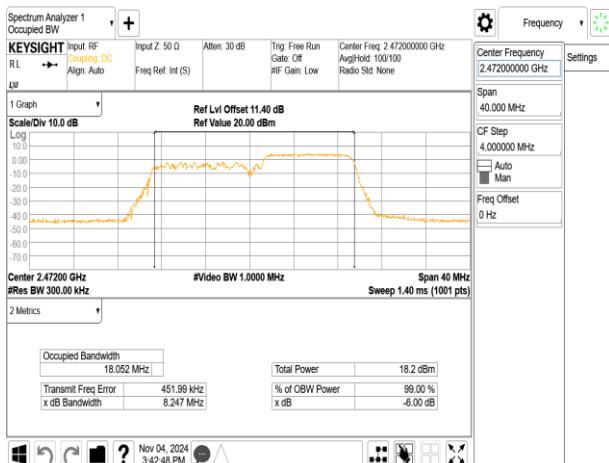 Spectrum Analyzer 1
Occupied BW
Frequency
KEYSIGHT
R L
LXI
Input: RF
Coupling: DC
Align: Auto
Input Z: 50 Ω
Freq Ref: Int (S)
Atten: 30 dB
Trig: Free Run
Gate: Off
#IF Gain: Low
Center Freq: 2.472000000 GHz
Avg|Hold: 100/100
Radio Std: None
Center Frequency
2.472000000 GHz
Settings
Span
40.000 MHz
CF Step
4.000000 MHz
Auto
Man
Freq Offset
0 Hz
1 Graph
Scale/Div 10.0 dB
Ref Lvl Offset 11.40 dB
Ref Value 20.00 dBm
Log
10.0
0.00
-10.0
-20.0
-30.0
-40.0
-50.0
-60.0
-70.0
Center 2.47200 GHz
#Video BW 1.0000 MHz
Span 40 MHz
#Res BW 300.00 kHz
Sweep 1.40 ms (1001 pts)
2 Metrics
Occupied Bandwidth
18.052 MHz
Total Power 18.2 dBm
Transmit Freq Error 451.99 kHz
% of OBW Power 99.00 %
x dB Bandwidth 8.247 MHz
x dB -6.00 dB
Nov 04, 2024
3:42:48 PM